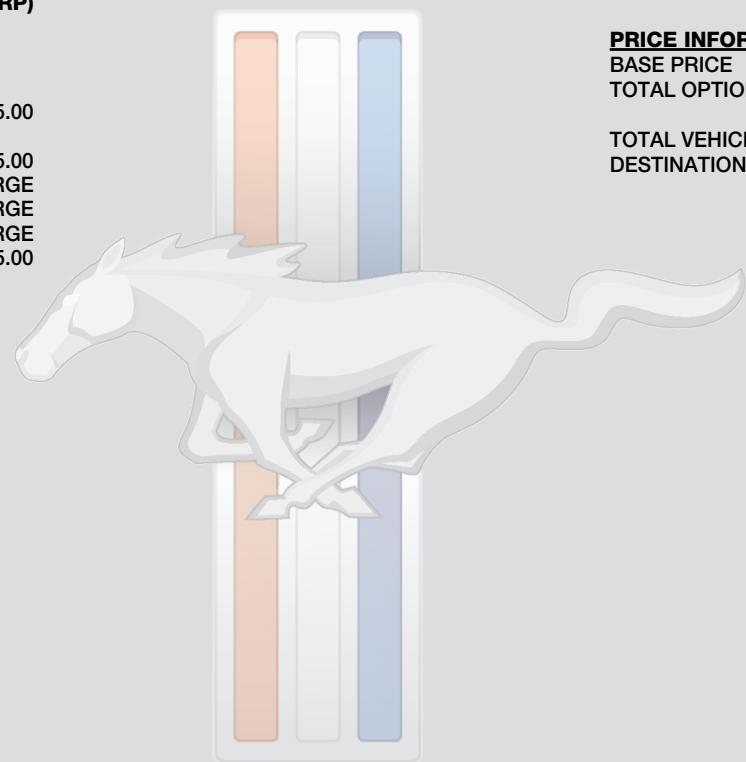 RP)
5.00
5.00
RGE
RGE
RGE
5.00
PRICE INFOR
BASE PRICE
TOTAL OPTIO
TOTAL VEHICL
DESTINATION